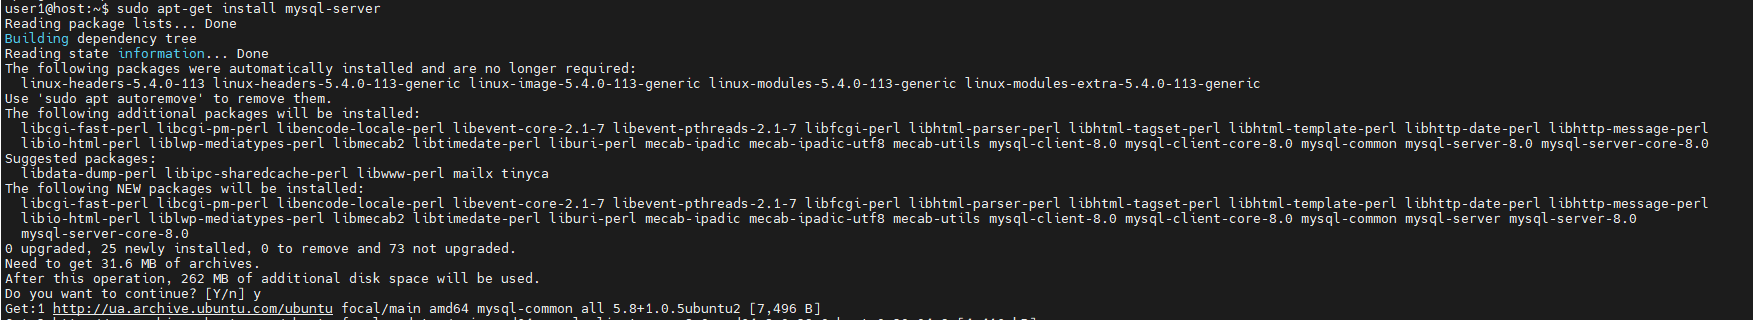 user1@host:~$ sudo apt-get install mysql-server
Reading package lists... Done
Building dependency tree
Reading state information... Done
The following packages were automatically installed and are no longer required:
  linux-headers-5.4.0-113 linux-headers-5.4.0-113-generic linux-image-5.4.0-113-generic linux-modules-5.4.0-113-generic linux-modules-extra-5.4.0-113-generic
Use 'sudo apt autoremove' to remove them.
The following additional packages will be installed:
  libcgi-fast-perl libcgi-pm-perl libencode-locale-perl libevent-core-2.1-7 libevent-pthreads-2.1-7 libfcgi-perl libhtml-parser-perl libhtml-tagset-perl libhtml-template-perl libhttp-date-perl libhttp-message-perl
  libio-html-perl liblwp-mediatypes-perl libmecab2 libtimedate-perl liburi-perl mecab-ipadic mecab-ipadic-utf8 mecab-utils mysql-client-8.0 mysql-client-core-8.0 mysql-common mysql-server-8.0 mysql-server-core-8.0
Suggested packages:
  libdata-dump-perl libipc-sharedcache-perl libwww-perl mailx tinyca
The following NEW packages will be installed:
  libcgi-fast-perl libcgi-pm-perl libencode-locale-perl libevent-core-2.1-7 libevent-pthreads-2.1-7 libfcgi-perl libhtml-parser-perl libhtml-tagset-perl libhtml-template-perl libhttp-date-perl libhttp-message-perl
  libio-html-perl liblwp-mediatypes-perl libmecab2 libtimedate-perl liburi-perl mecab-ipadic mecab-ipadic-utf8 mecab-utils mysql-client-8.0 mysql-client-core-8.0 mysql-common mysql-server mysql-server-8.0
  mysql-server-core-8.0
0 upgraded, 25 newly installed, 0 to remove and 73 not upgraded.
Need to get 31.6 MB of archives.
After this operation, 262 MB of additional disk space will be used.
Do you want to continue? [Y/n] y
Get:1 http://ua.archive.ubuntu.com/ubuntu focal/main amd64 mysql-common all 5.8+1.0.5ubuntu2 [7,496 B]